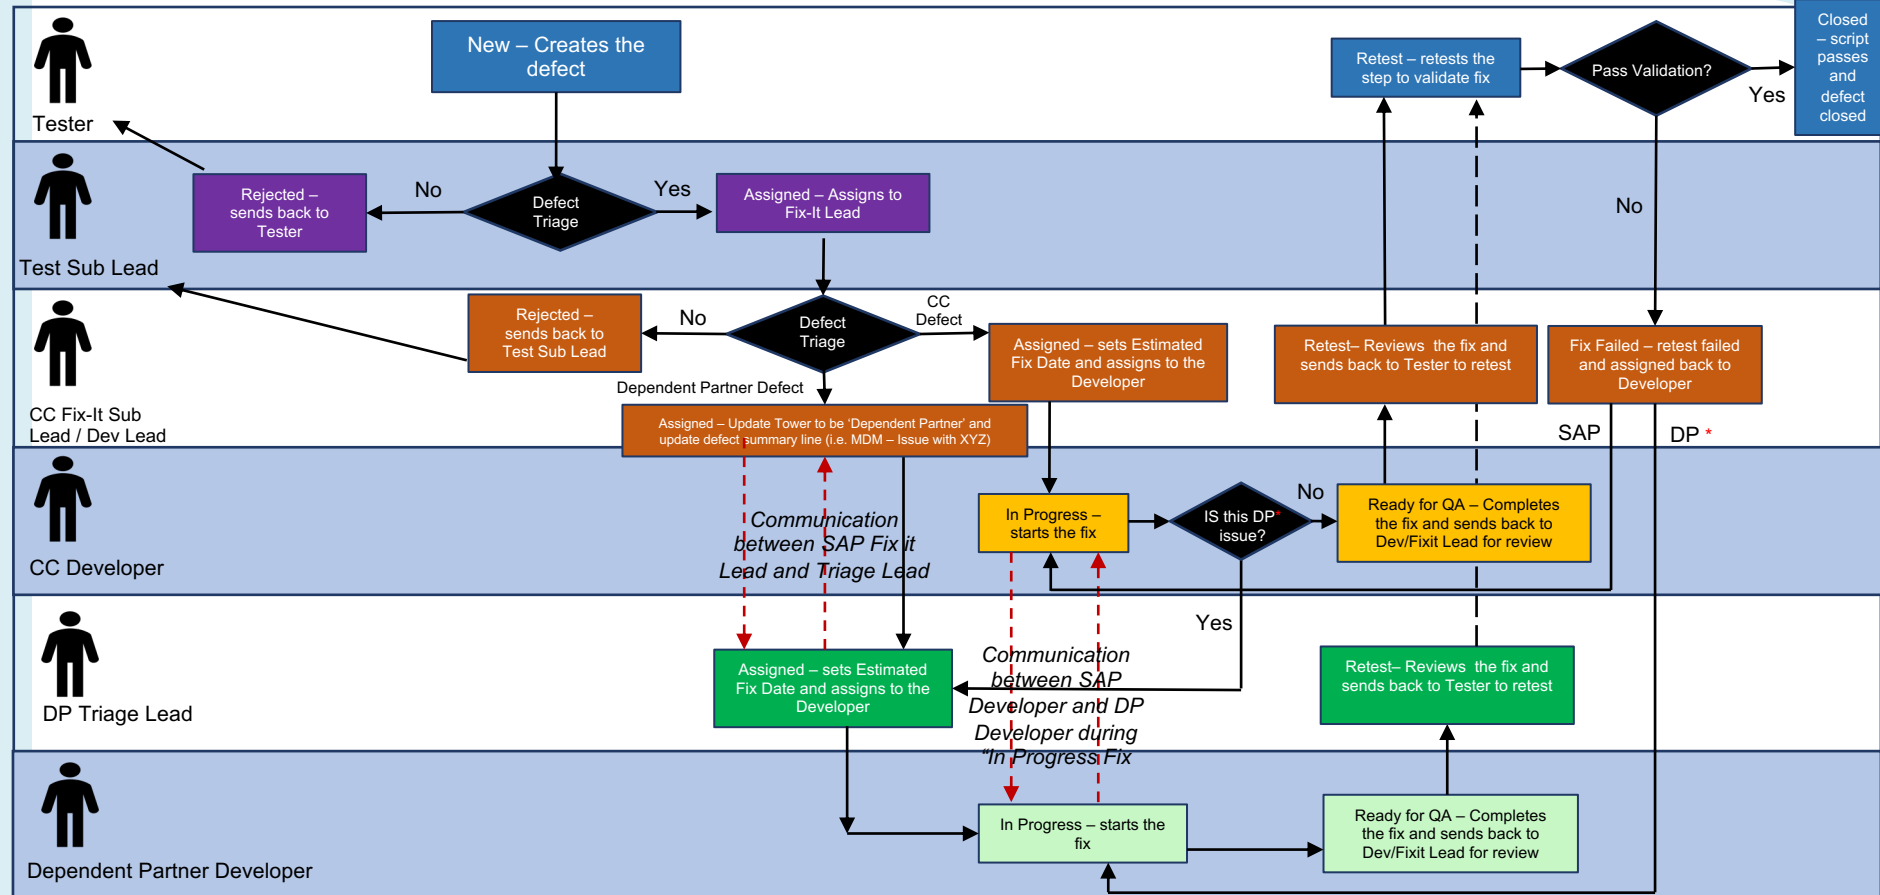 Tester
New – Creates the
defect
Retest – retests the
step to validate fix
Pass Validation?
Yes
Closed
– script
passes
and
defect
closed
Test Sub Lead
Rejected –
sends back to
Tester
No
Defect
Triage
Yes
Assigned – Assigns to
Fix-It Lead
No
CC Fix-It Sub
Lead / Dev Lead
Rejected –
sends back to
Test Sub Lead
No
Defect
Triage
CC
Defect
Dependent Partner Defect
Assigned – sets Estimated
Fix Date and assigns to the
Developer
Retest– Reviews  the fix and
sends back to Tester to retest
Fix Failed – retest failed
and assigned back to
Developer
Assigned – Update Tower to be ‘Dependent Partner’ and
update defect summary line (i.e. MDM – Issue with XYZ)
SAP
DP *
CC Developer
Communication
between SAP Fix it
Lead and Triage Lead
In Progress –
starts the fix
IS this DP*
issue?
No
Ready for QA – Completes
the fix and sends back to
Dev/Fixit Lead for review
Yes
DP Triage Lead
Assigned – sets Estimated
Fix Date and assigns to the
Developer
Communication
between SAP
Developer and DP
Developer during
“In Progress Fix
Retest– Reviews  the fix and
sends back to Tester to retest
Dependent Partner Developer
In Progress – starts the
fix
Ready for QA – Completes
the fix and sends back to
Dev/Fixit Lead for review